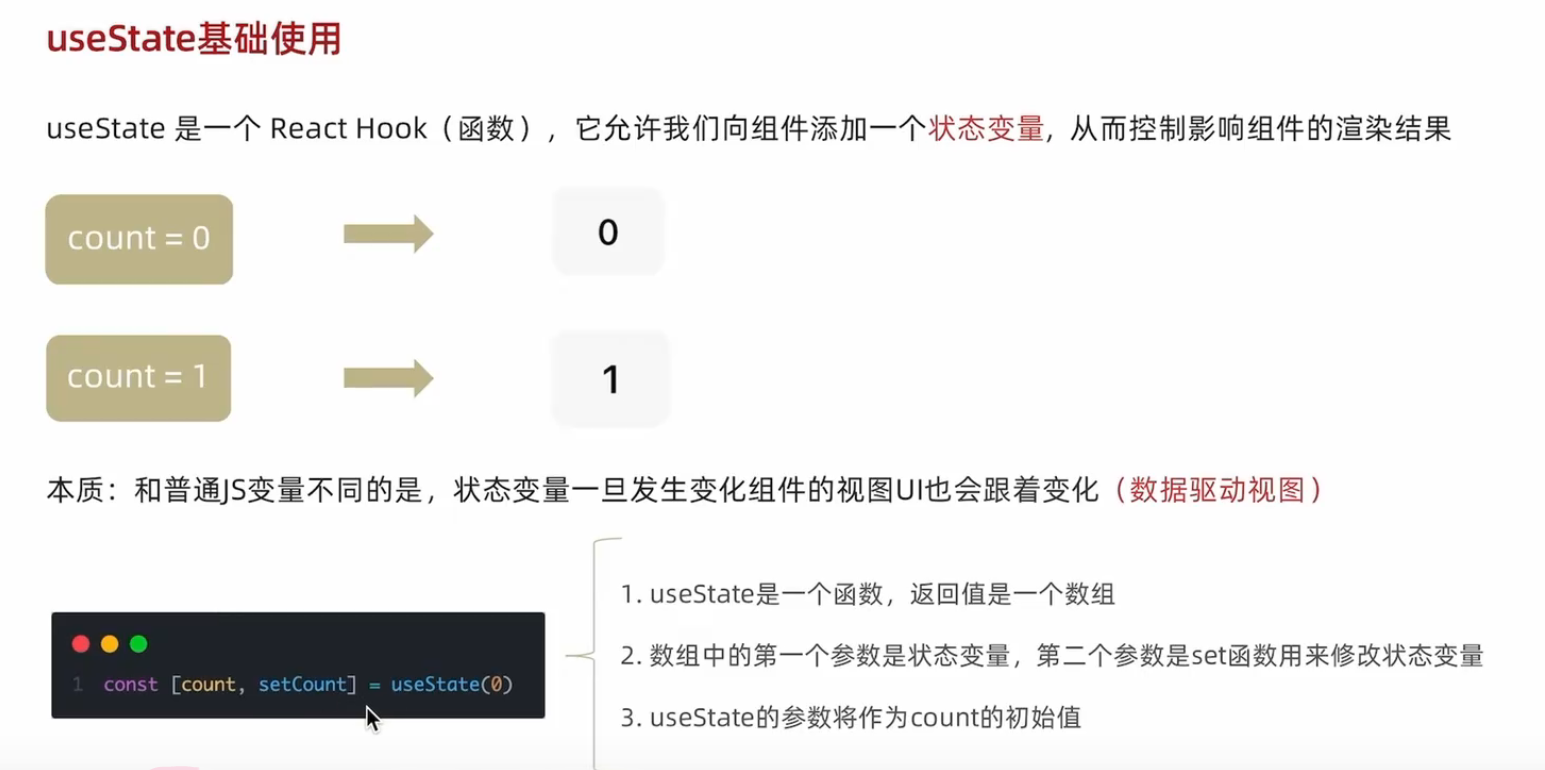 useState基础使用
useState 是一个 React Hook（函数），它允许我们向组件添加一个状态变量, 从而控制影响组件的渲染结果
count = 0
0
count = 1
1
本质：和普通JS变量不同的是，状态变量一旦发生变化组件的视图UI也会跟着变化（数据驱动视图）
1. useState是一个函数，返回值是一个数组
2. 数组中的第一个参数是状态变量，第二个参数是set函数用来修改状态变量
3. useState的参数将作为count的初始值
1 const [count, setCount] = useState(0)